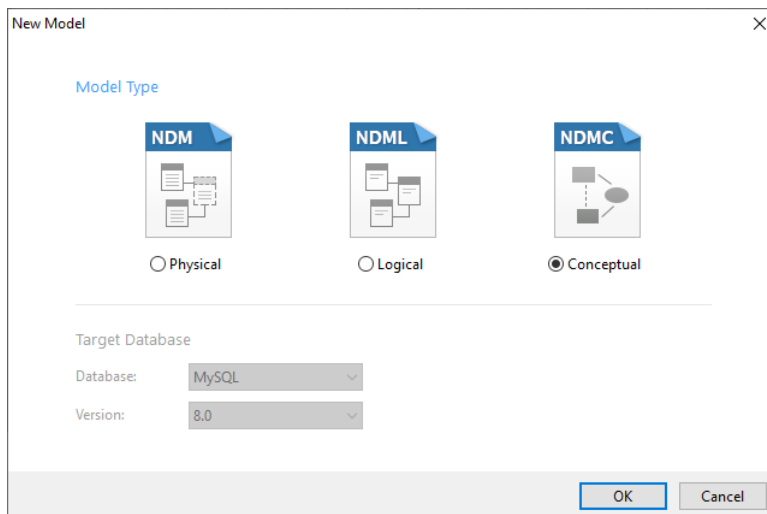 New Model
Model Type
NDM NDML NDMC
Physical Logical Conceptual
Target Database
Database: MySQL
Version: 8.0
OK Cancel